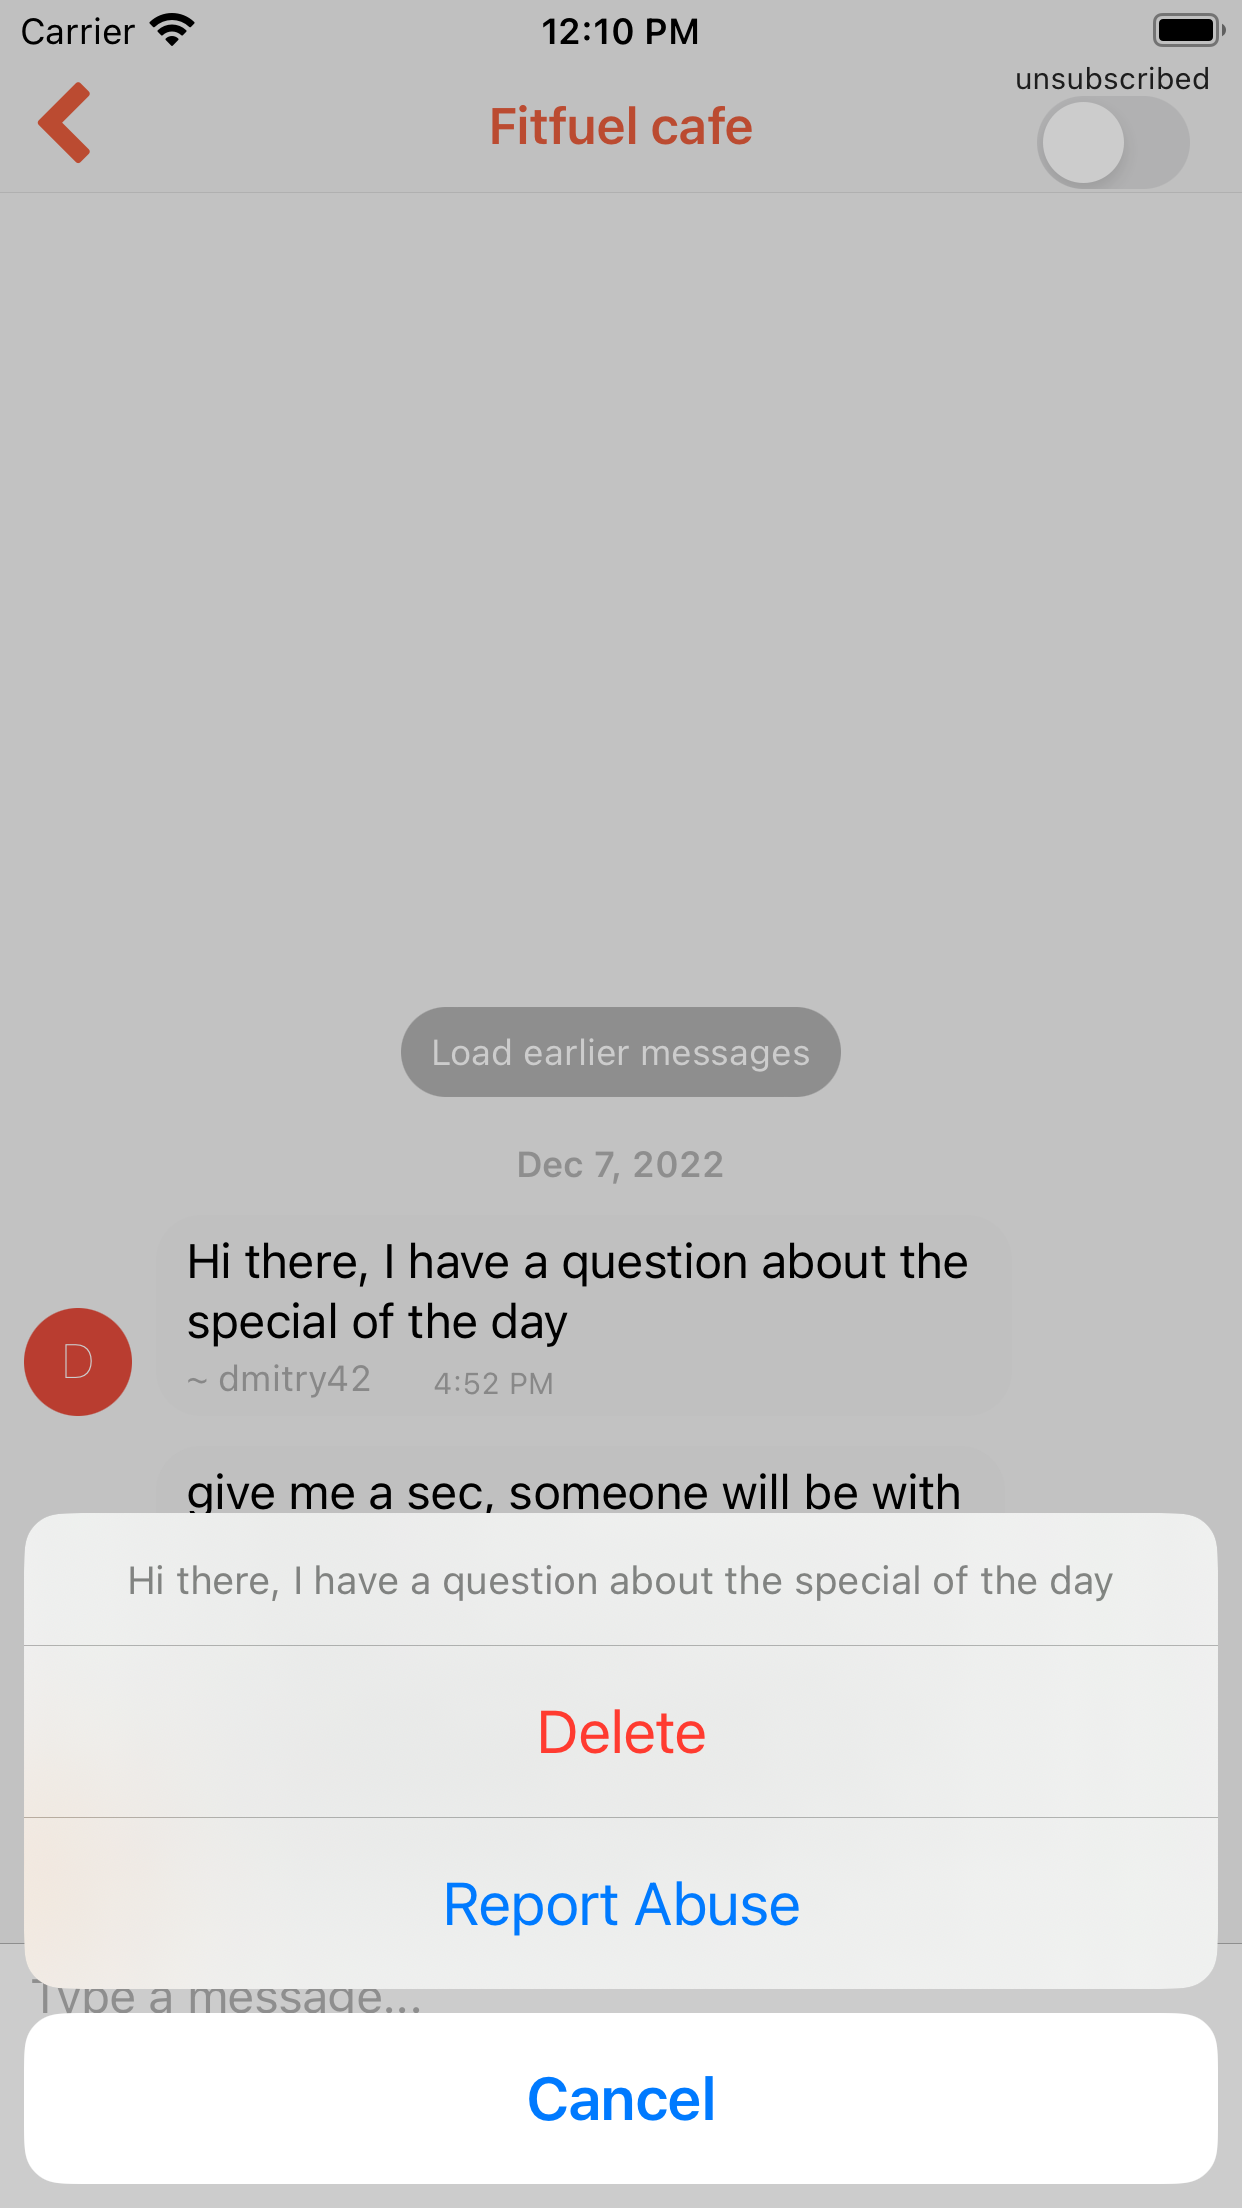 Carrier
12:10 PM
unsubscribed
Fitfuel cafe
Load earlier messages
Dec 7, 2022
Hi there, I have a question about the
special of the day
D
~ dmitry42 4:52 PM
give me a sec, someone will be with
Hi there, I have a question about the special of the day
Delete
Report Abuse
Type a message...
Cancel